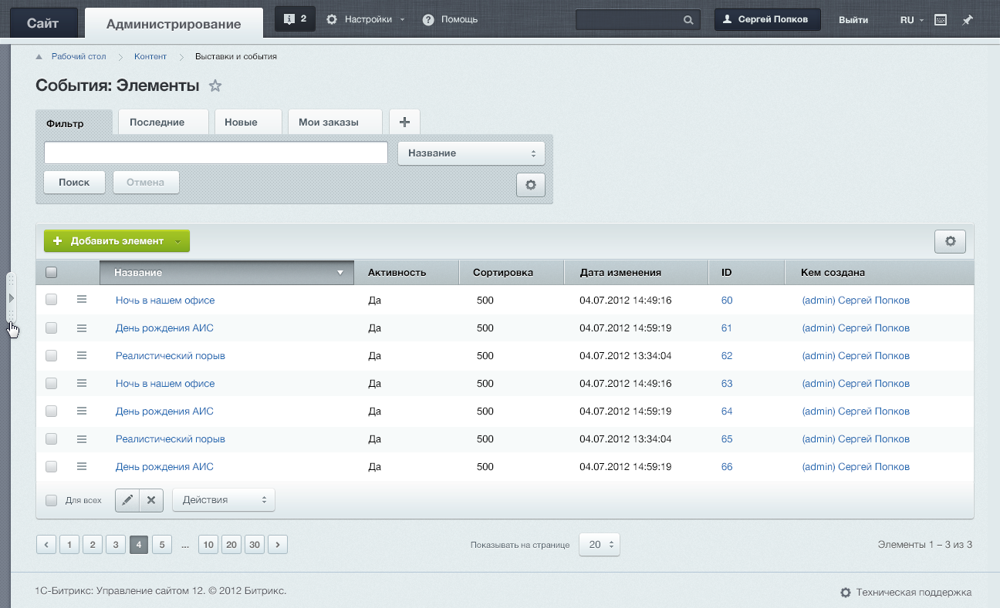 Сайт Администрирование 2 Настройки Помощь Сергей Попков Выйти RU
Рабочий стол Контент Выставки и события
События: Элементы
Фильтр Последние Новые Мои заказы
Название
Поиск Отмена
Добавить элемент
Название Активность Сортировка Дата изменения ID Кем создана
Ночь в нашем офисе Да 500 04.07.2012 14:49:16 60 (admin) Сергей Попков
День рождения АИС Да 500 04.07.2012 14:59:19 61 (admin) Сергей Попков
Реалистический порыв Да 500 04.07.2012 13:34:04 62 (admin) Сергей Попков
Ночь в нашем офисе Да 500 04.07.2012 14:49:16 63 (admin) Сергей Попков
День рождения АИС Да 500 04.07.2012 14:59:19 64 (admin) Сергей Попков
Реалистический порыв Да 500 04.07.2012 13:34:04 65 (admin) Сергей Попков
День рождения АИС Да 500 04.07.2012 14:59:19 66 (admin) Сергей Попков
Для всех Действия
1 2 3 4 5 ... 10 20 30 Показывать на странице 20 Элементы 1 – 3 из 3
1С-Битрикс: Управление сайтом 12. © 2012 Битрикс. Техническая поддержка